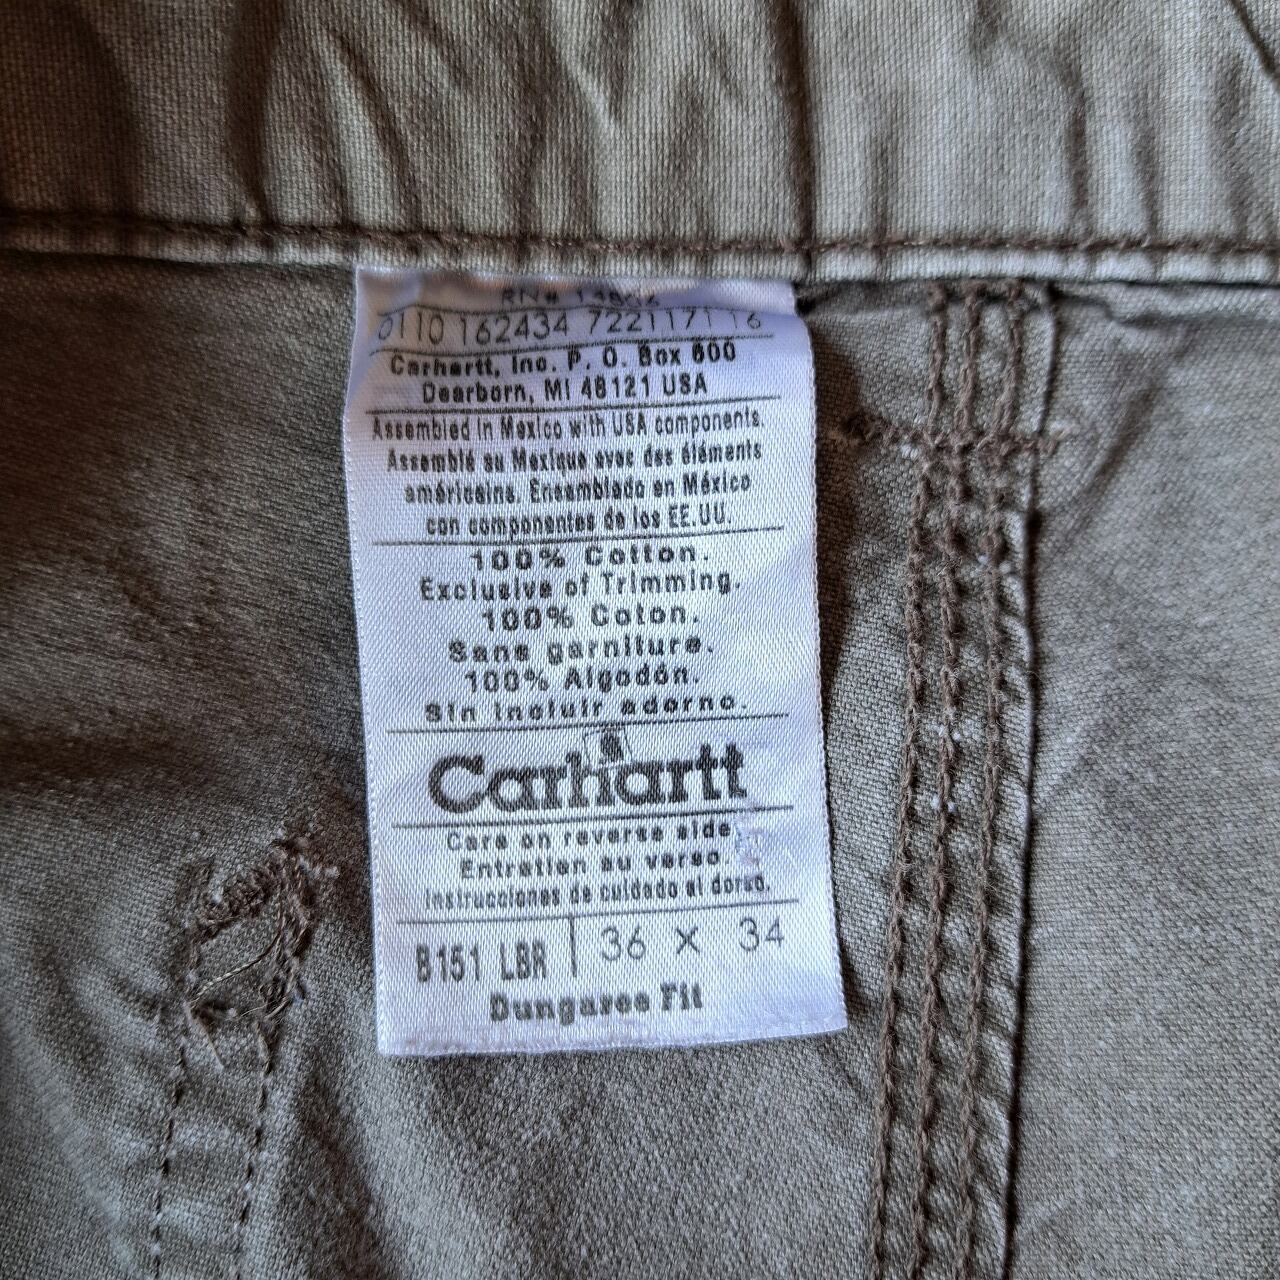 RN# 14806
0110 162434 7221171 16
Carhartt, Inc. P. O. Box 600
Dearborn, MI 48121 USA
Assembled in Mexico with USA components.
Assemblé au Mexique avec des éléments
américains. Ensamblado en México
con componentes de los EE.UU.
100% Cotton.
Exclusive of Trimming.
100% Coton.
Sans garniture.
100% Algodón.
Sin incluir adorno.
Carhartt
Care on reverse side
Entretien au verso.
Instrucciones de cuidado al dorso.
B151 LBR | 36 X 34
Dungaree Fit